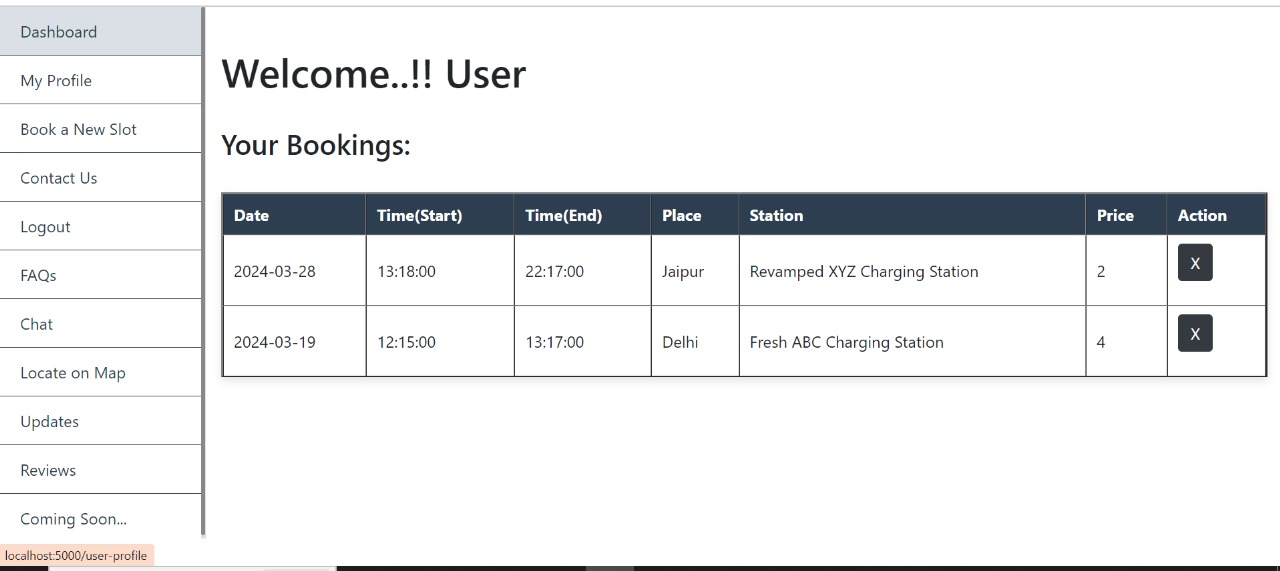 Dashboard
My Profile
Book a New Slot
Contact Us
Logout
FAQs
Chat
Locate on Map
Updates
Reviews
Coming Soon...
localhost:5000/user-profile
Welcome..!! User
Your Bookings:
Date Time(Start) Time(End) Place Station Price Action
2024-03-28 13:18:00 22:17:00 Jaipur Revamped XYZ Charging Station 2 X
2024-03-19 12:15:00 13:17:00 Delhi Fresh ABC Charging Station 4 X